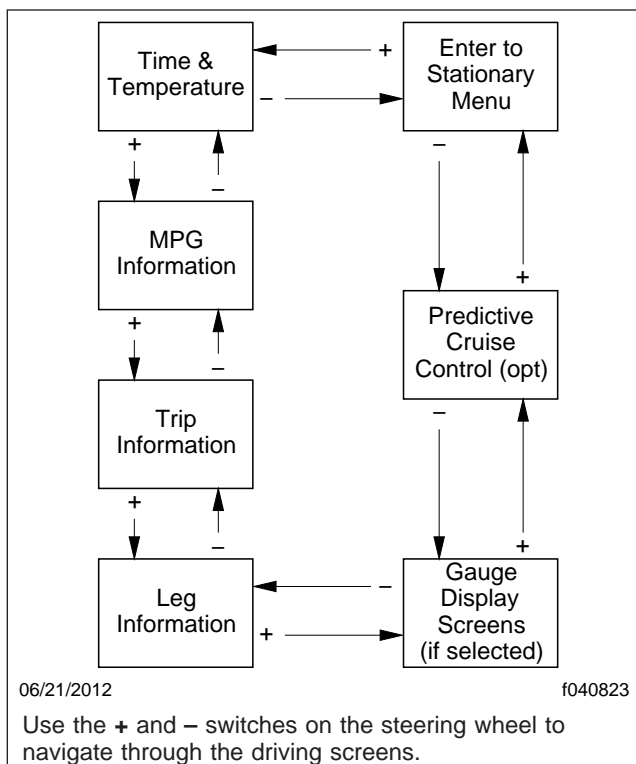 Time &
Temperature
+
–
Enter to
Stationary
Menu
+
–
–
+
MPG
Information
+
–
Predictive
Cruise
Control (opt)
–
+
Trip
Information
+
–
Leg
Information
–
+
Gauge
Display
Screens
(if selected)
06/21/2012
f040823
Use the + and – switches on the steering wheel to
navigate through the driving screens.